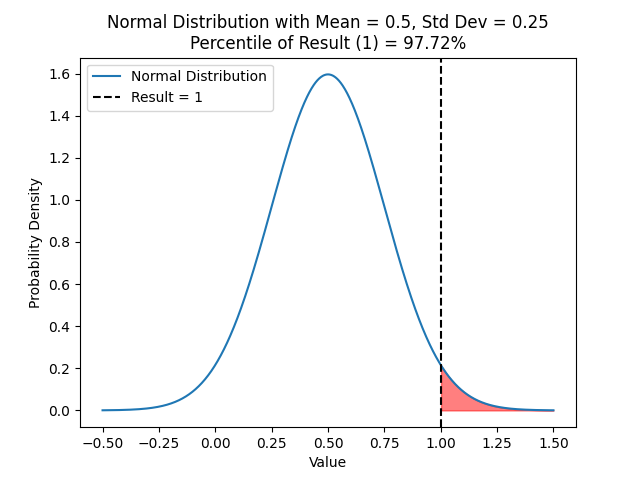 Normal Distribution with Mean = 0.5, Std Dev = 0.25
Percentile of Result (1) = 97.72%
Normal Distribution
Result = 1
Probability Density
1.6
1.4
1.2
1.0
0.8
0.6
0.4
0.2
0.0
−0.50 −0.25 0.00 0.25 0.50 0.75 1.00 1.25 1.50
Value